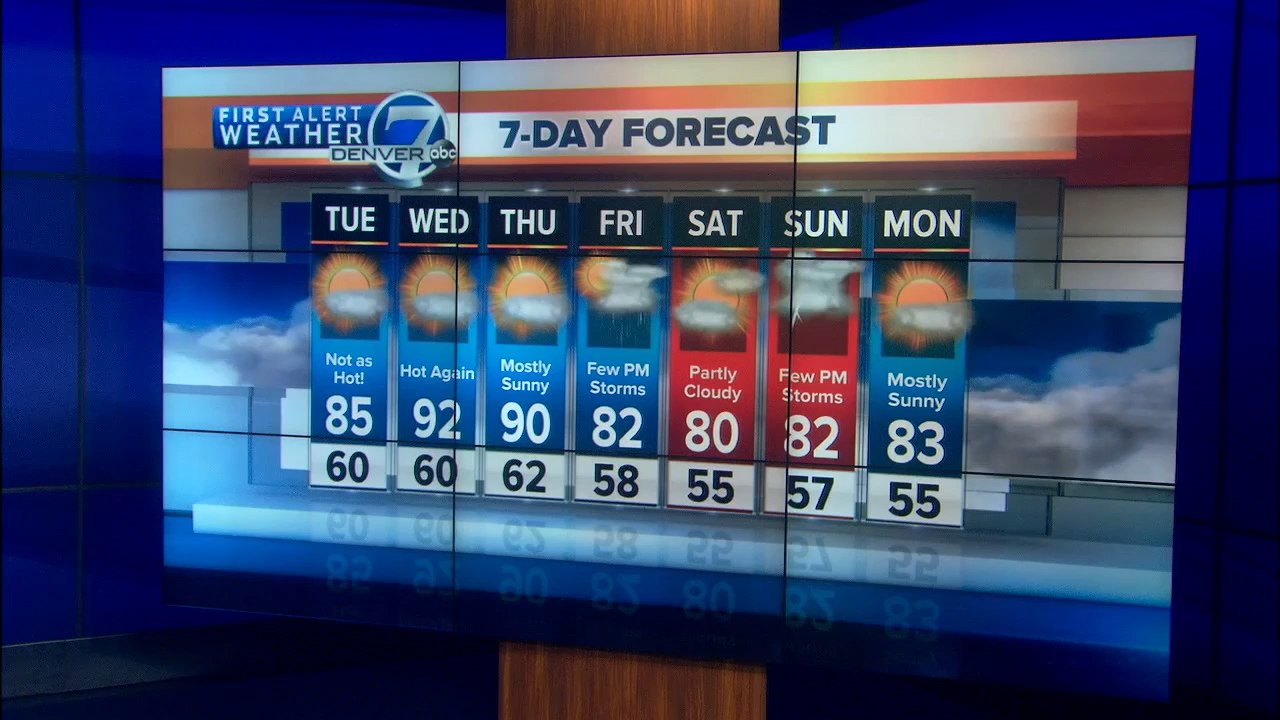 FIRST ALERT
WEATHER
7
DENVER abc
7-DAY FORECAST
TUE WED THU FRI SAT SUN MON
Not as
Hot!
Hot Again
Mostly
Sunny
Few PM
Storms
Partly
Cloudy
Few PM
Storms
Mostly
Sunny
85 92 90 82 80 82 83
60 60 62 58 55 57 55